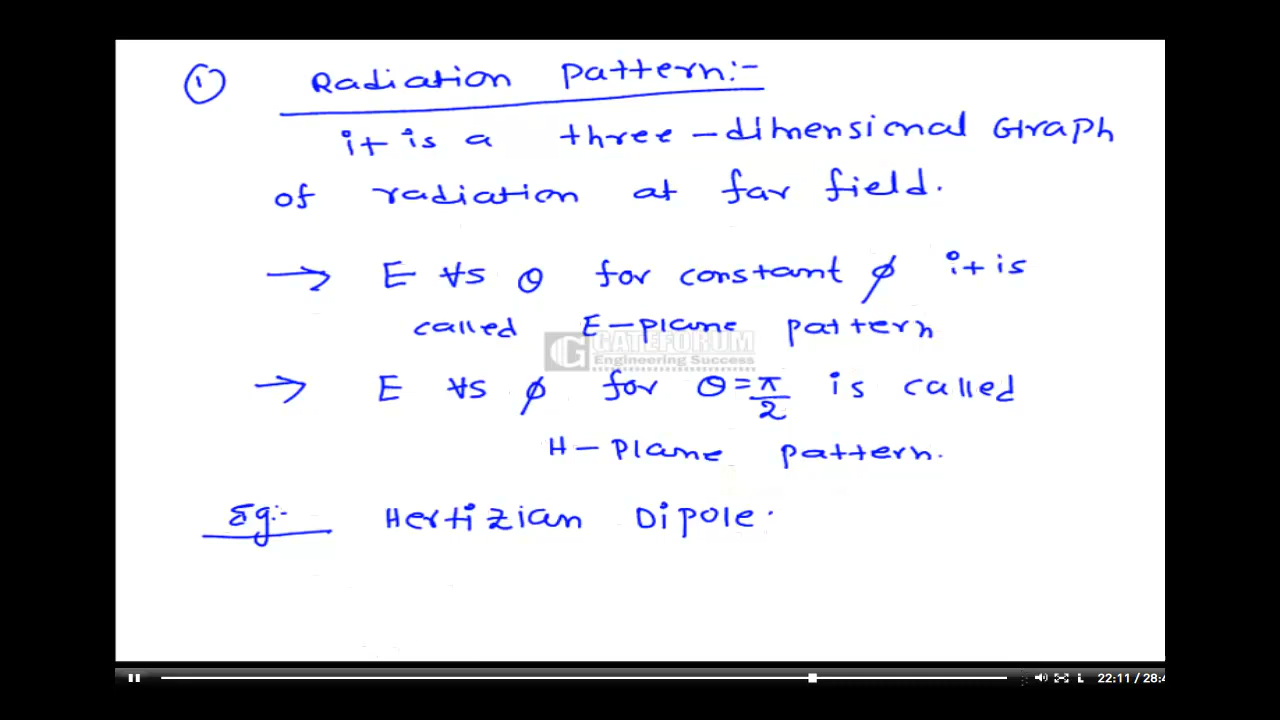 ① Radiation Pattern:-
it is a three-dimensional Graph
of radiation at far field.
→ E vs θ for constant ϕ it is
called E-plane pattern
GATEFORUM
Engineering Success
→ E vs ϕ for θ=π/2 is called
H-plane pattern.
Eg:- Hertizian Dipole.
22:11 / 28:4